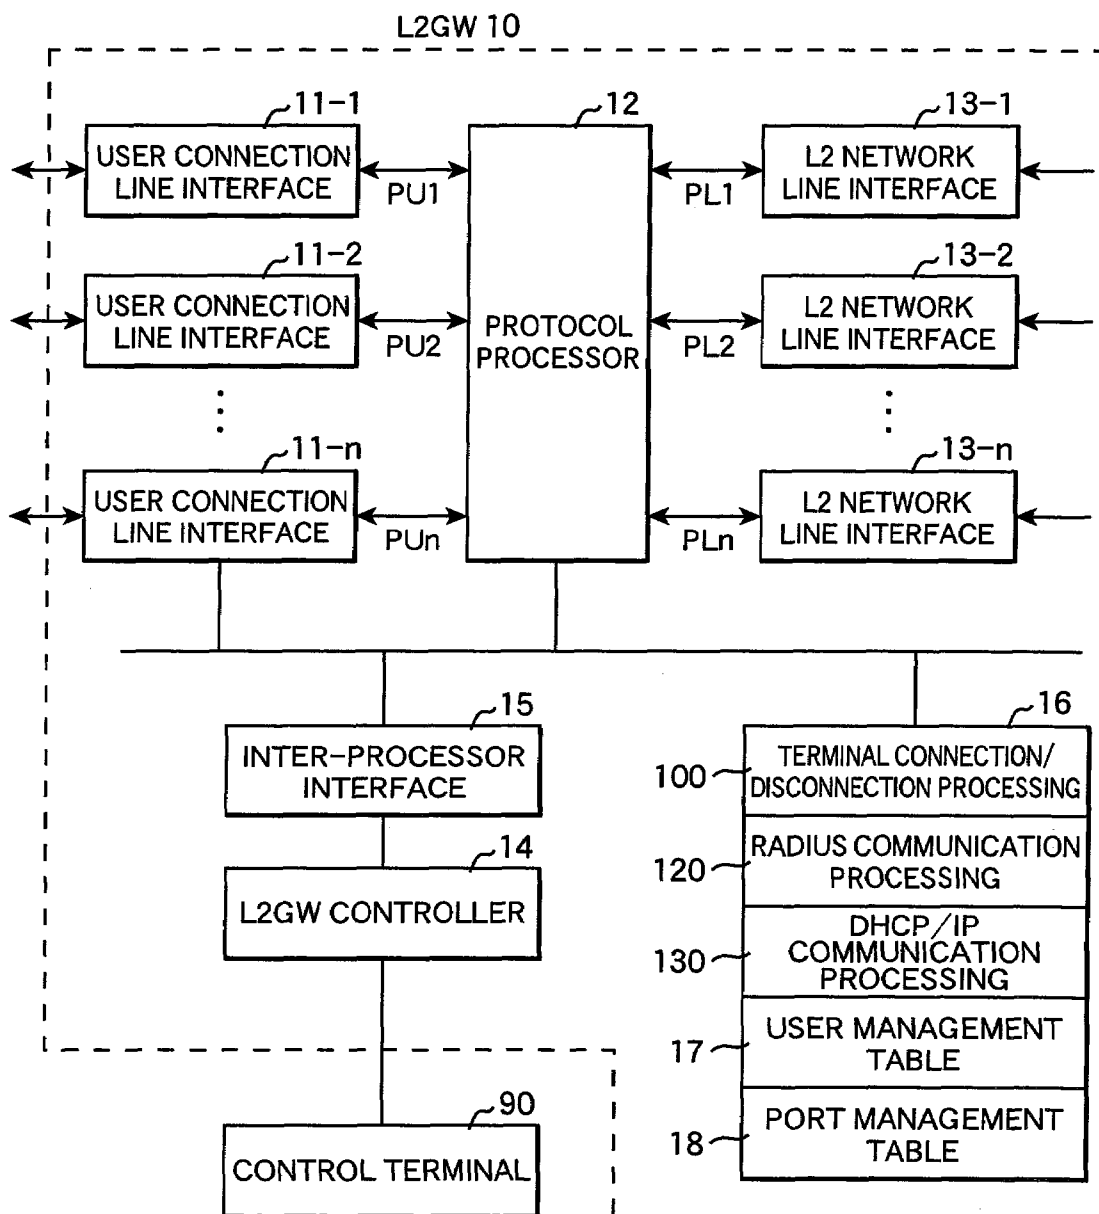 L2GW 10
11-1
12
13-1
USER CONNECTION
LINE INTERFACE
PU1
PL1
L2 NETWORK
LINE INTERFACE
11-2
13-2
USER CONNECTION
LINE INTERFACE
PU2
PROTOCOL
PROCESSOR
PL2
L2 NETWORK
LINE INTERFACE
11-n
13-n
USER CONNECTION
LINE INTERFACE
PUn
PLn
L2 NETWORK
LINE INTERFACE
15
INTER-PROCESSOR
INTERFACE
14
L2GW CONTROLLER
90
CONTROL TERMINAL
16
100
TERMINAL CONNECTION/
DISCONNECTION PROCESSING
120
RADIUS COMMUNICATION
PROCESSING
130
DHCP/IP
COMMUNICATION
PROCESSING
17
USER MANAGEMENT
TABLE
18
PORT MANAGEMENT
TABLE